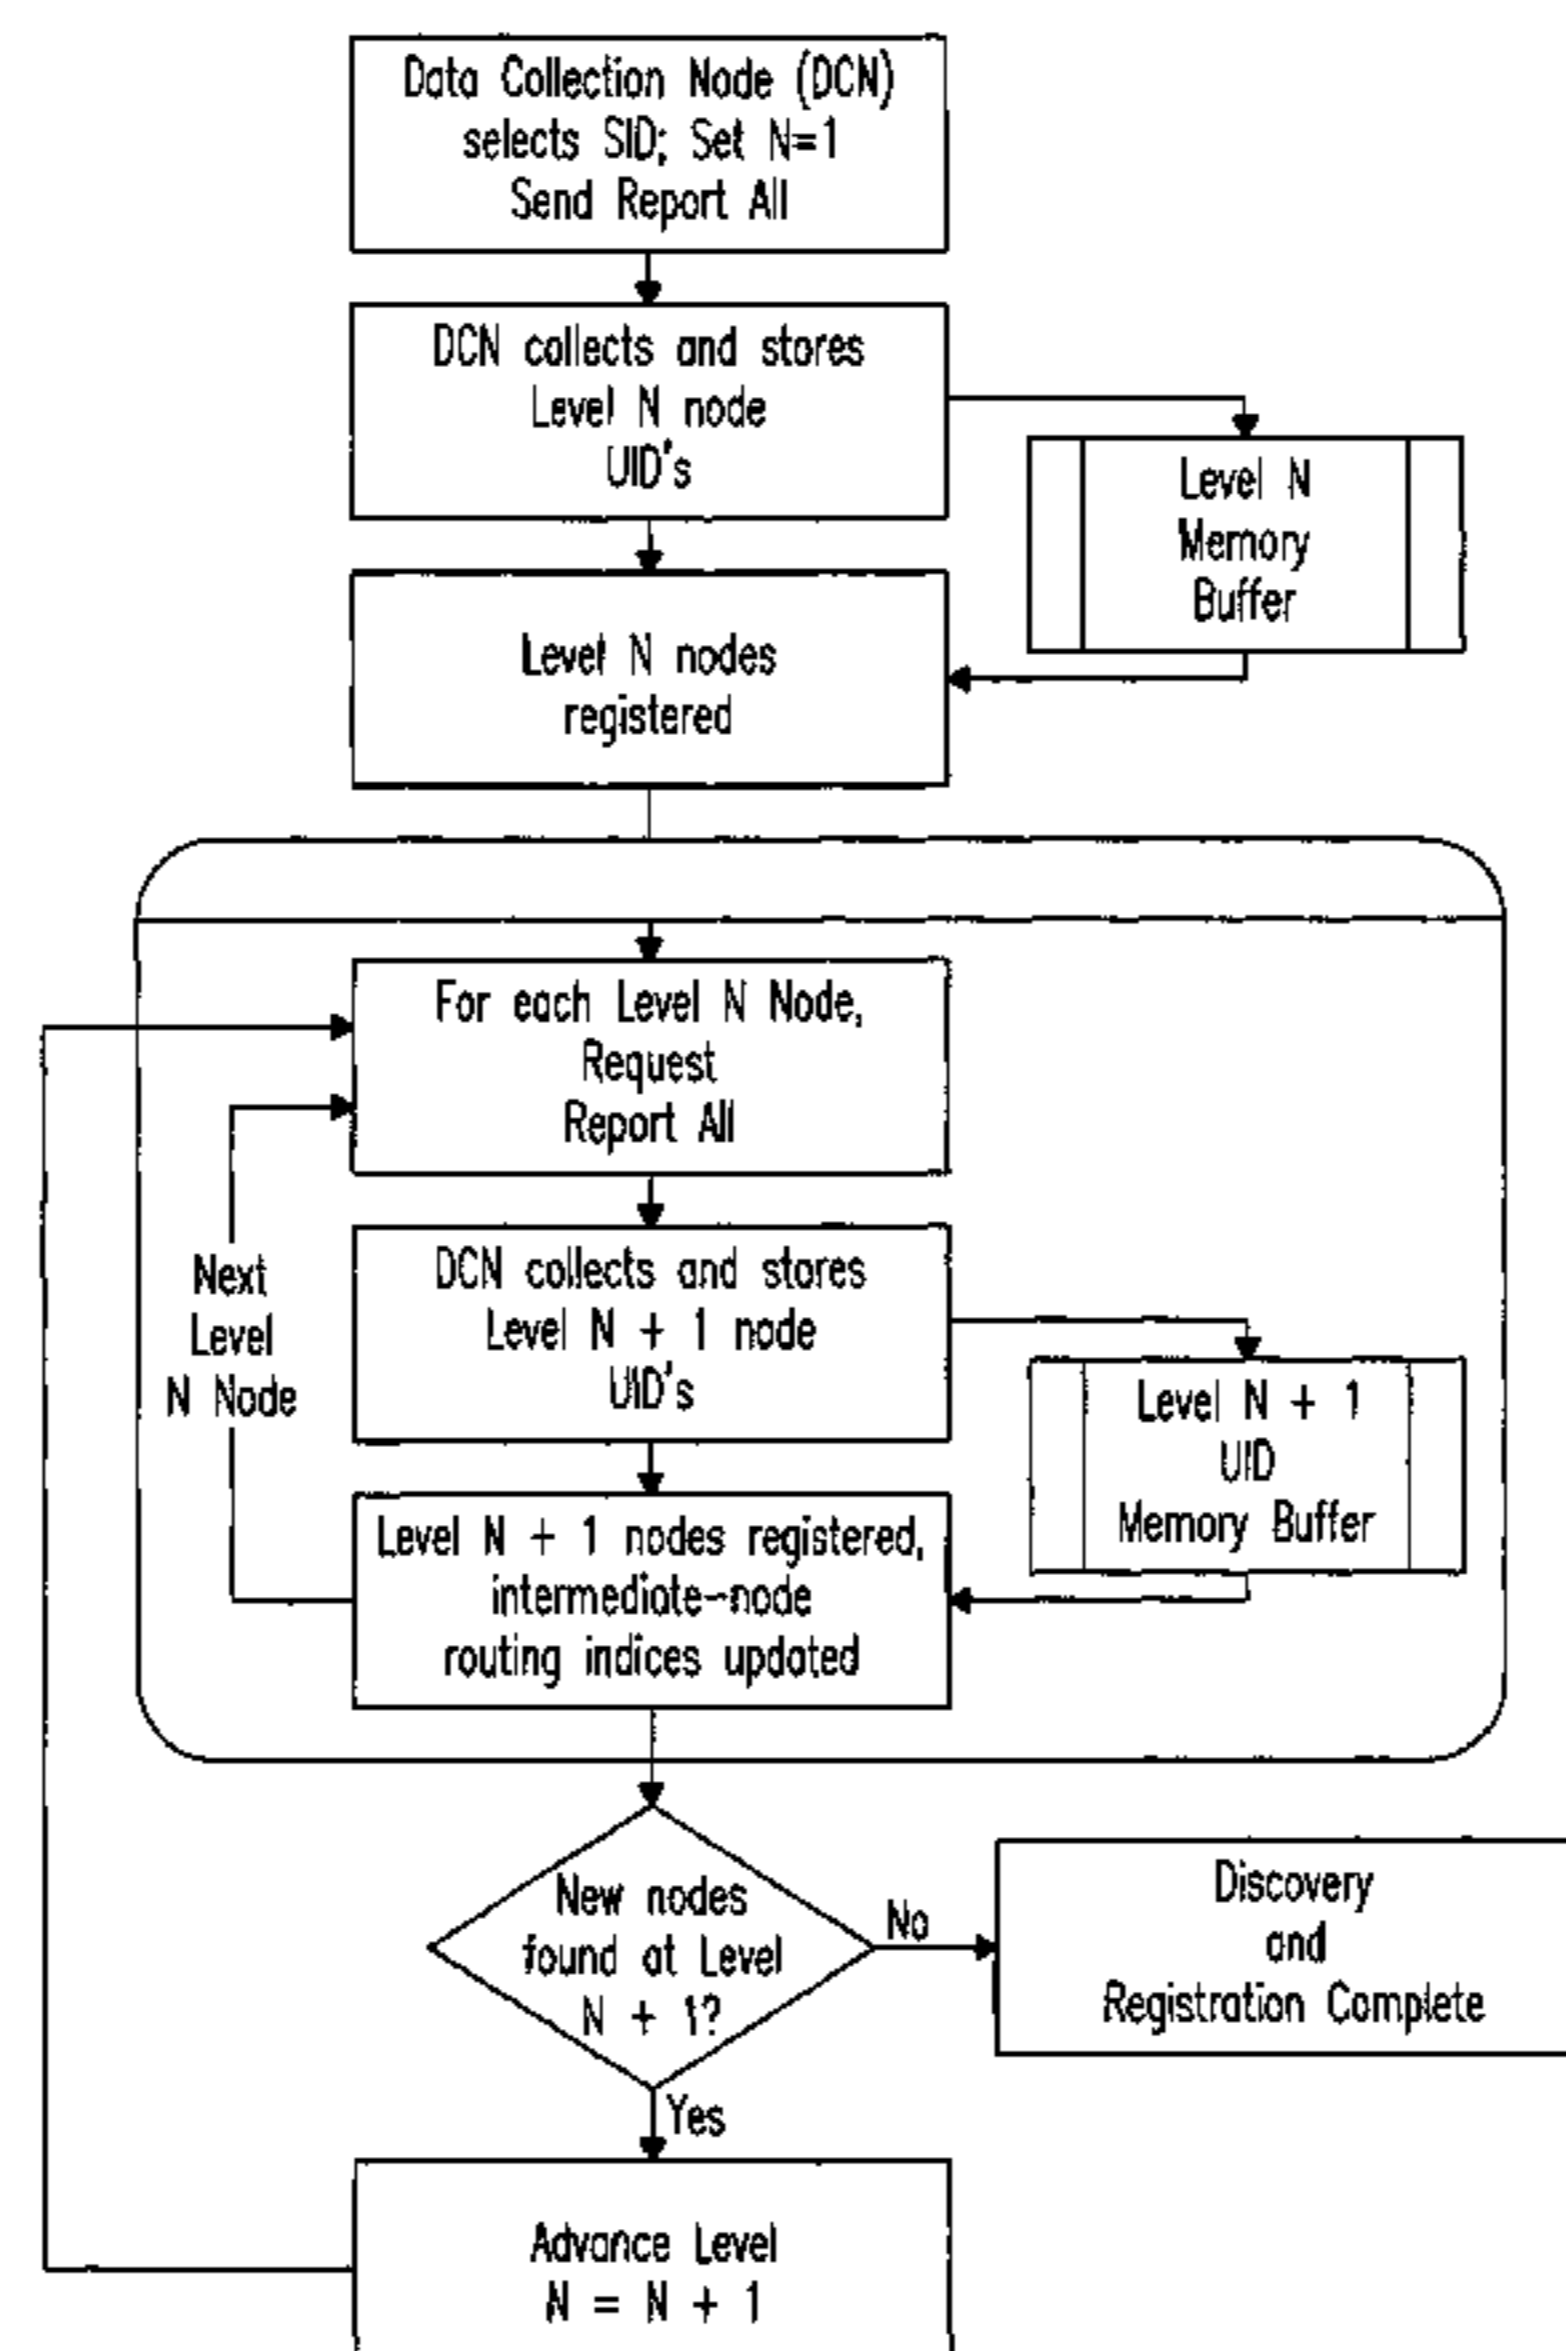 Data Collection Node (DCN)
selects SID; Set N=1
Send Report All
DCN collects and stores
Level N node
UID's
Level N
Memory
Buffer
Level N nodes
registered
For each Level N Node,
Request
Report All
Next
Level
N Node
DCN collects and stores
Level N + 1 node
UID's
Level N + 1
UID
Memory Buffer
Level N + 1 nodes registered,
intermediate-node
routing indices updated
New nodes
found at Level
N + 1?
No
Discovery
and
Registration Complete
Yes
Advance Level
N = N + 1